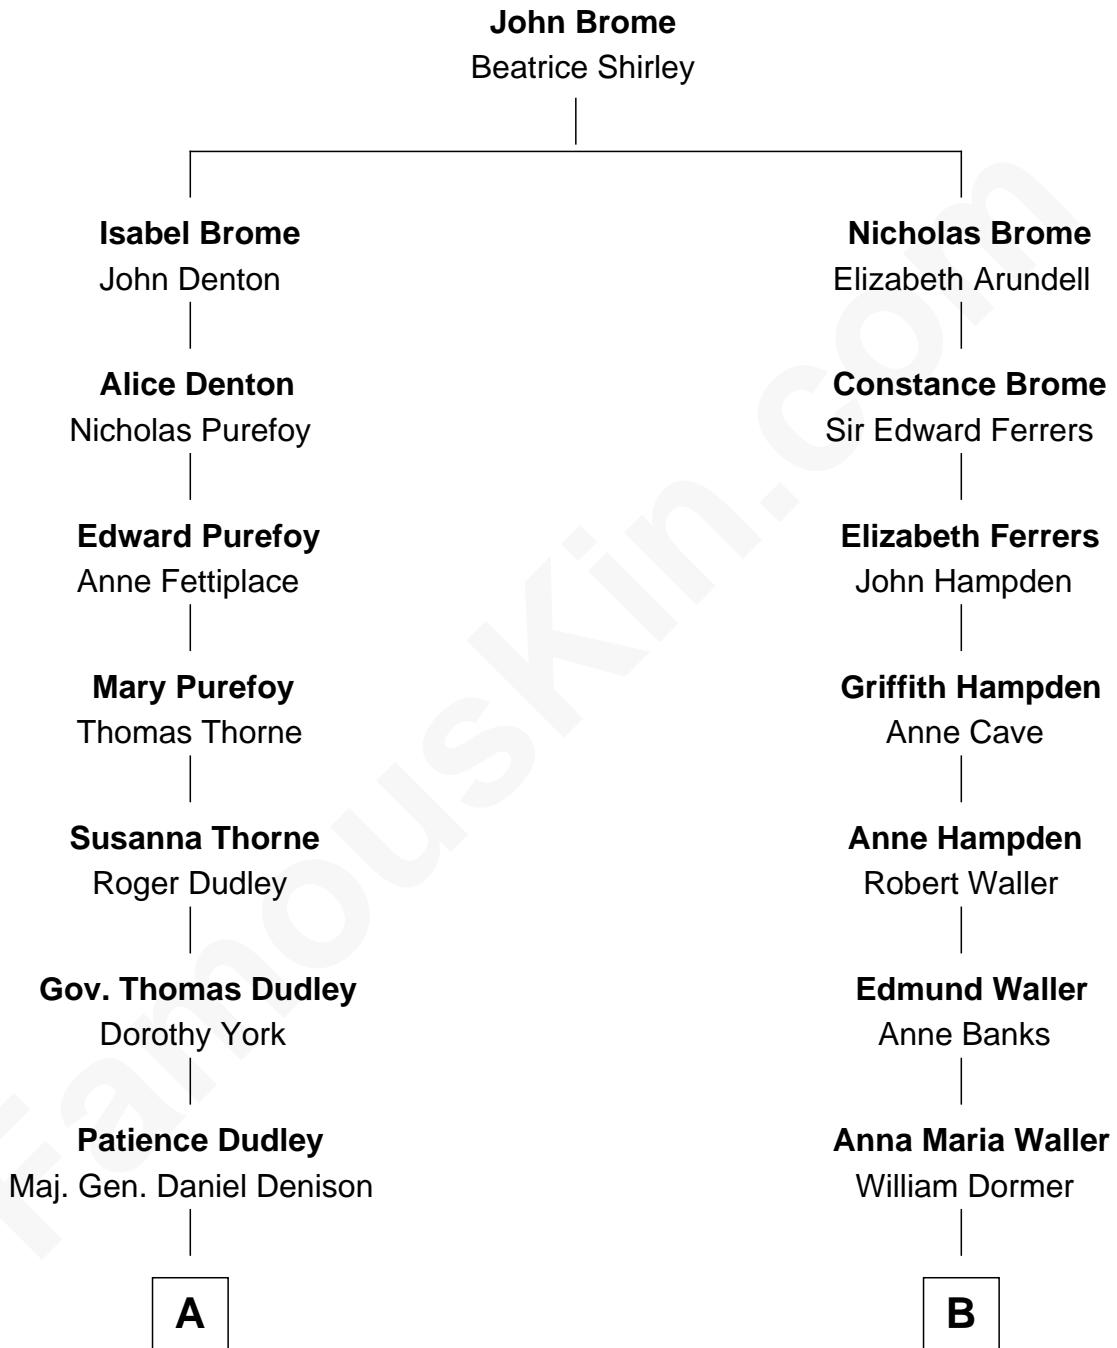 John Brome
Beatrice Shirley
Isabel Brome
John Denton
Nicholas Brome
Elizabeth Arundell
Alice Denton
Nicholas Purefoy
Constance Brome
Sir Edward Ferrers
Edward Purefoy
Anne Fettiplace
Elizabeth Ferrers
John Hampden
Mary Purefoy
Thomas Thorne
Griffith Hampden
Anne Cave
Susanna Thorne
Roger Dudley
Anne Hampden
Robert Waller
Gov. Thomas Dudley
Dorothy York
Edmund Waller
Anne Banks
Patience Dudley
Maj. Gen. Daniel Denison
Anna Maria Waller
William Dormer
A
B
FamousKin.com